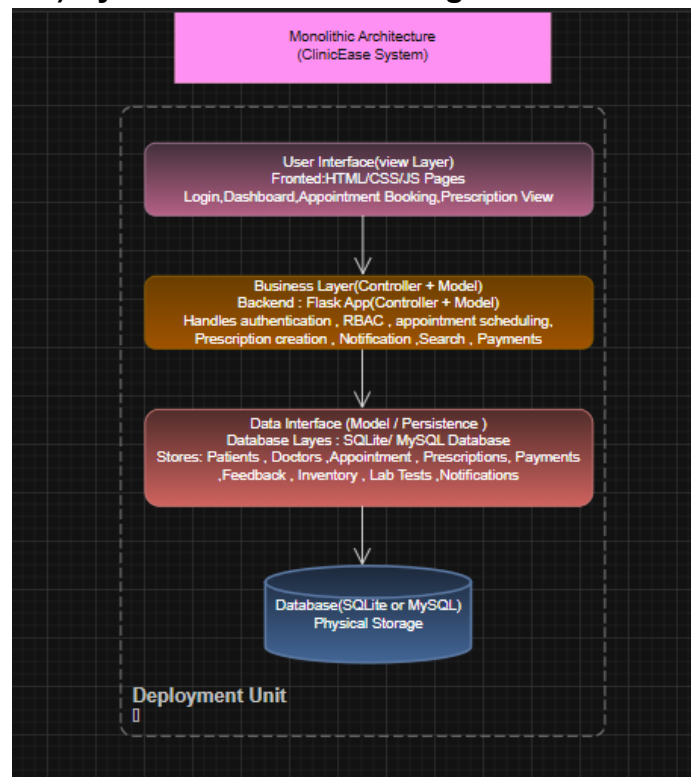 Monolithic Architecture
(ClinicEase System)
User Interface(view Layer)
Fronted:HTML/CSS/JS Pages
Login,Dashboard,Appointment Booking,Prescription View
Business Layer(Controller + Model)
Backend : Flask App(Controller + Model)
Handles authentication , RBAC , appointment scheduling,
Prescription creation , Notification ,Search , Payments
Data Interface (Model / Persistence )
Database Layes : SQLite/ MySQL Database
Stores: Patients , Doctors ,Appointment , Prescriptions, Payments
,Feedback , Inventory , Lab Tests ,Notifications
Database(SQLite or MySQL)
Physical Storage
Deployment Unit